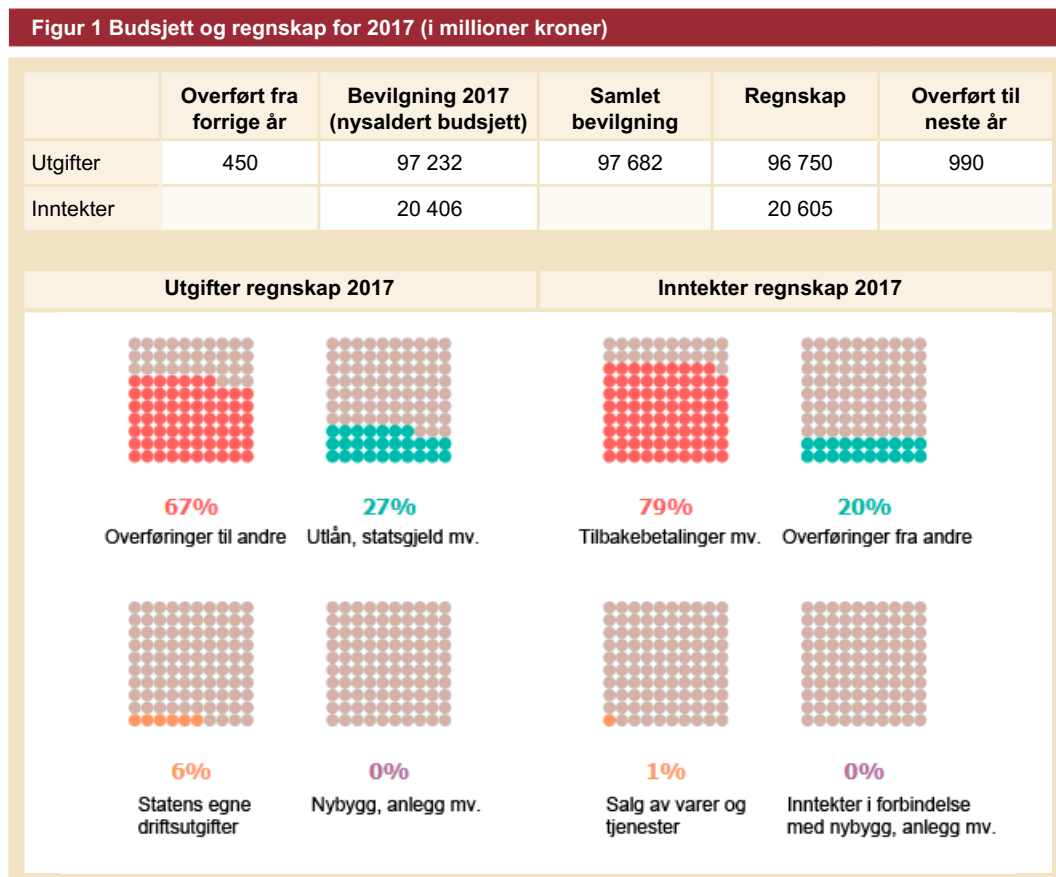 Figur 1 Budsjett og regnskap for 2017 (i millioner kroner)
Overført fra forrige år Bevilgning 2017 (nysaldert budsjett) Samlet bevilgning Regnskap Overført til neste år
Utgifter 450 97 232 97 682 96 750 990
Inntekter 20 406 20 605
Utgifter regnskap 2017 Inntekter regnskap 2017
67% 27% 79% 20%
Overføringer til andre Utlån, statsgjeld mv. Tilbakebetalinger mv. Overføringer fra andre
6% 0% 1% 0%
Statens egne driftsutgifter Nybygg, anlegg mv. Salg av varer og tjenester Inntekter i forbindelse med nybygg, anlegg mv.